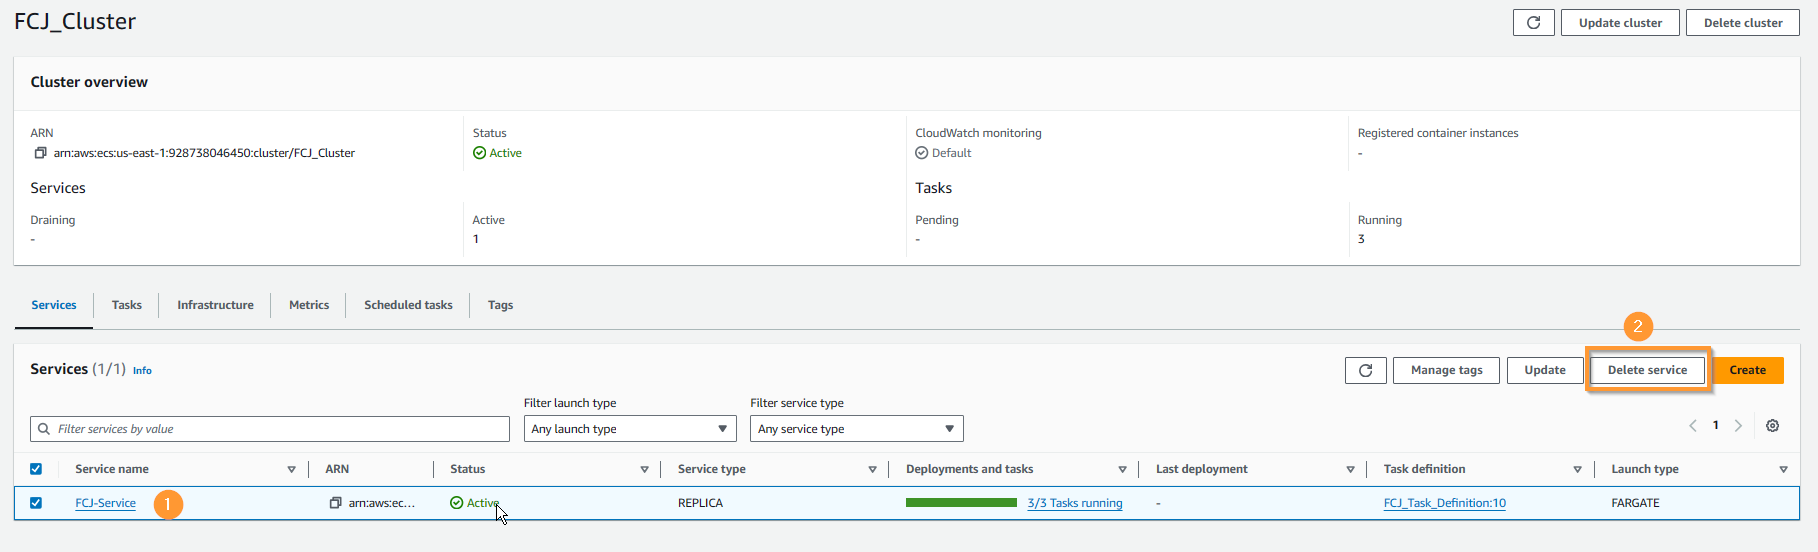 FCJ_Cluster
Update cluster
Delete cluster
Cluster overview
ARN
arn:aws:ecs:us-east-1:928738046450:cluster/FCJ_Cluster
Status
Active
CloudWatch monitoring
Default
Registered container instances
-
Services
Tasks
Draining
-
Active
1
Pending
-
Running
3
Services
Tasks
Infrastructure
Metrics
Scheduled tasks
Tags
2
Services (1/1) Info
Manage tags
Update
Delete service
Create
Filter launch type
Filter service type
Filter services by value
Any launch type
Any service type
1
Service name
ARN
Status
Service type
Deployments and tasks
Last deployment
Task definition
Launch type
FCJ-Service
1
arn:aws:ec...
Active
REPLICA
3/3 Tasks running
-
FCJ_Task_Definition:10
FARGATE